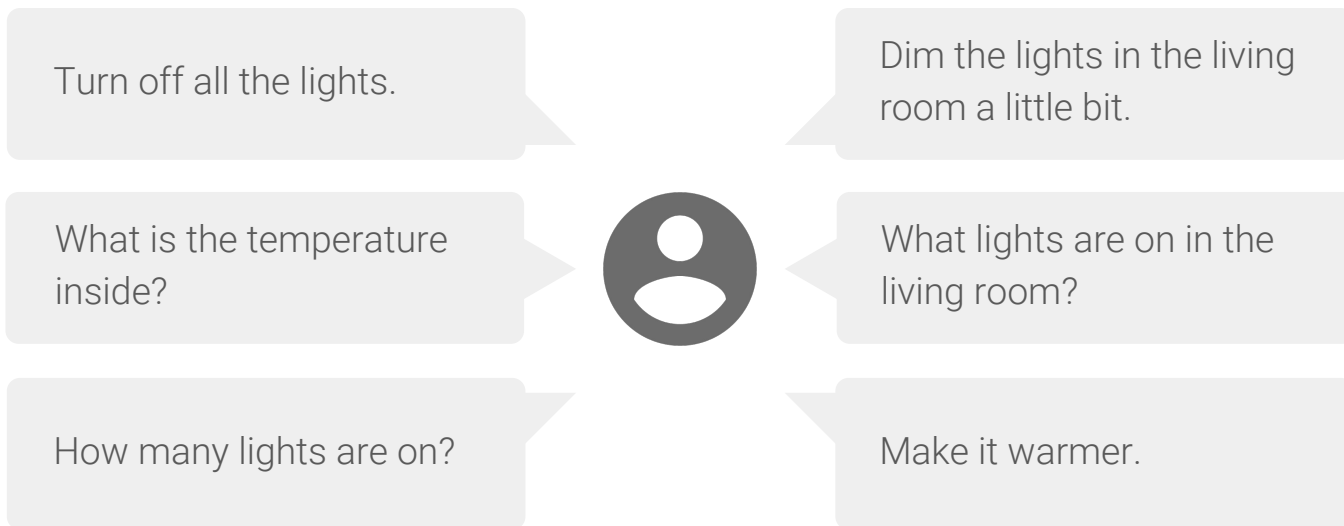 Turn off all the lights.
Dim the lights in the living
room a little bit.
What is the temperature
inside?
What lights are on in the
living room?
How many lights are on?
Make it warmer.